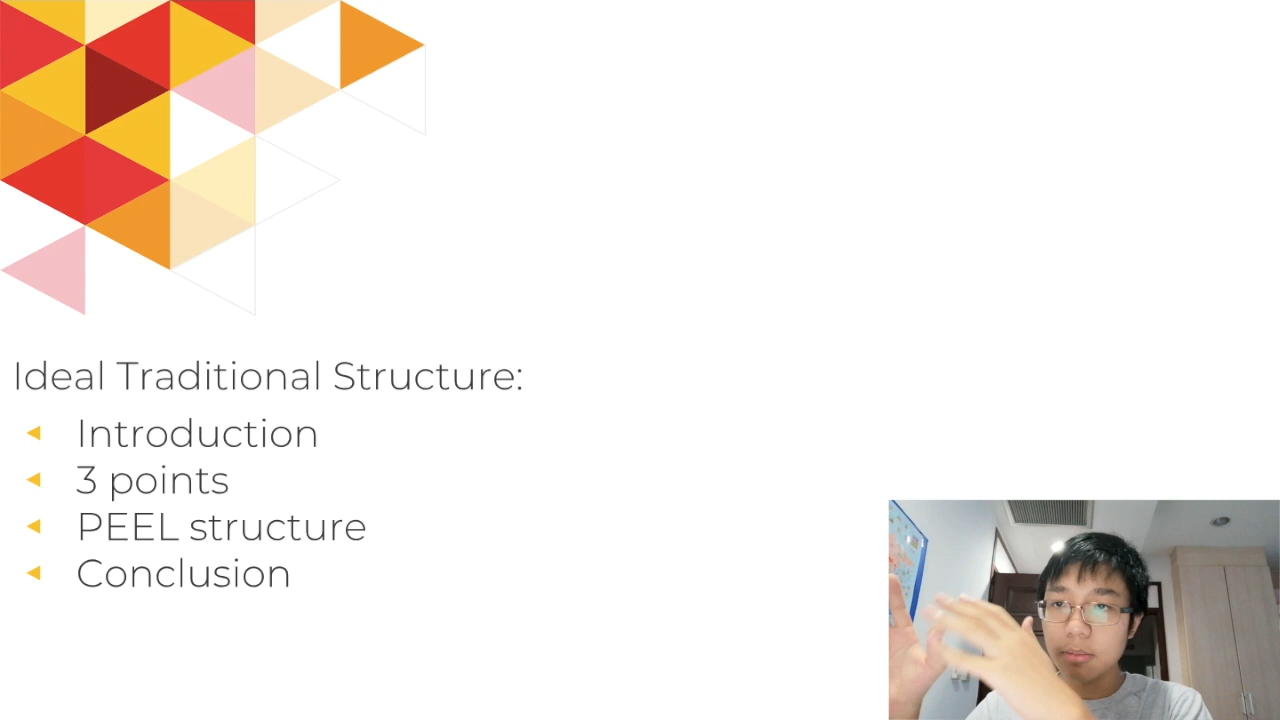 Ideal Traditional Structure:
Introduction
3 points
PEEL structure
Conclusion